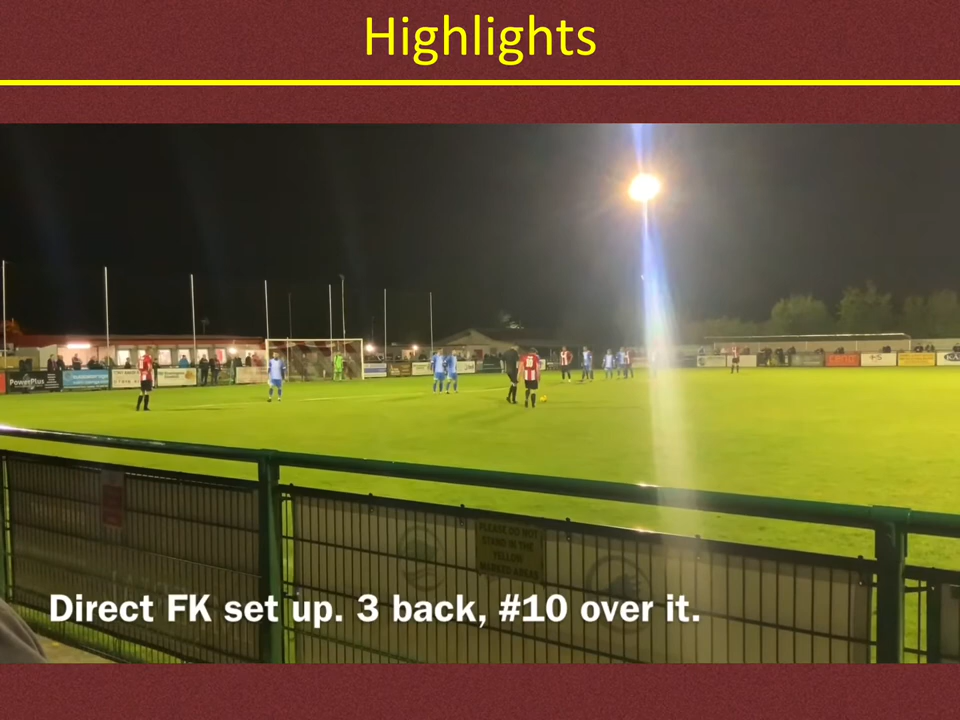 Highlights
PowerPlus
PLEASE DO NOT
STAND IN THE
YELLOW
MARKED AREAS
Direct FK set up. 3 back, #10 over it.